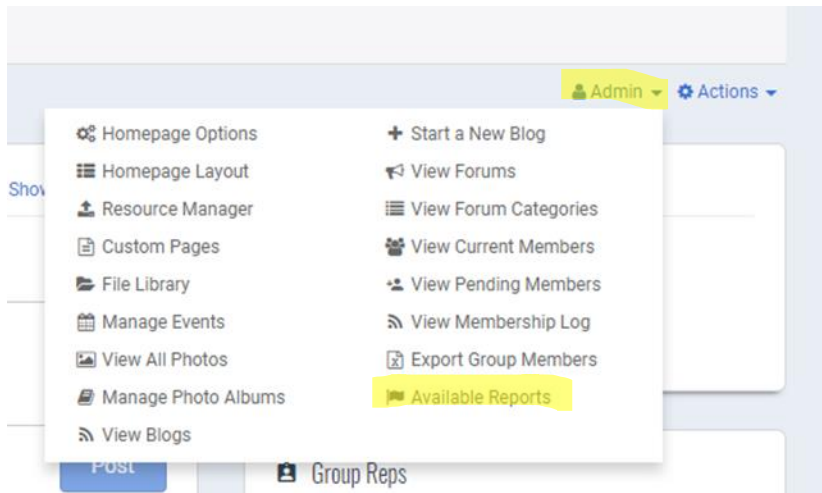 Admin
Actions
Homepage Options
Homepage Layout
Resource Manager
Custom Pages
File Library
Manage Events
View All Photos
Manage Photo Albums
View Blogs
Start a New Blog
View Forums
View Forum Categories
View Current Members
View Pending Members
View Membership Log
Export Group Members
Available Reports
Show
Post
Group Reps